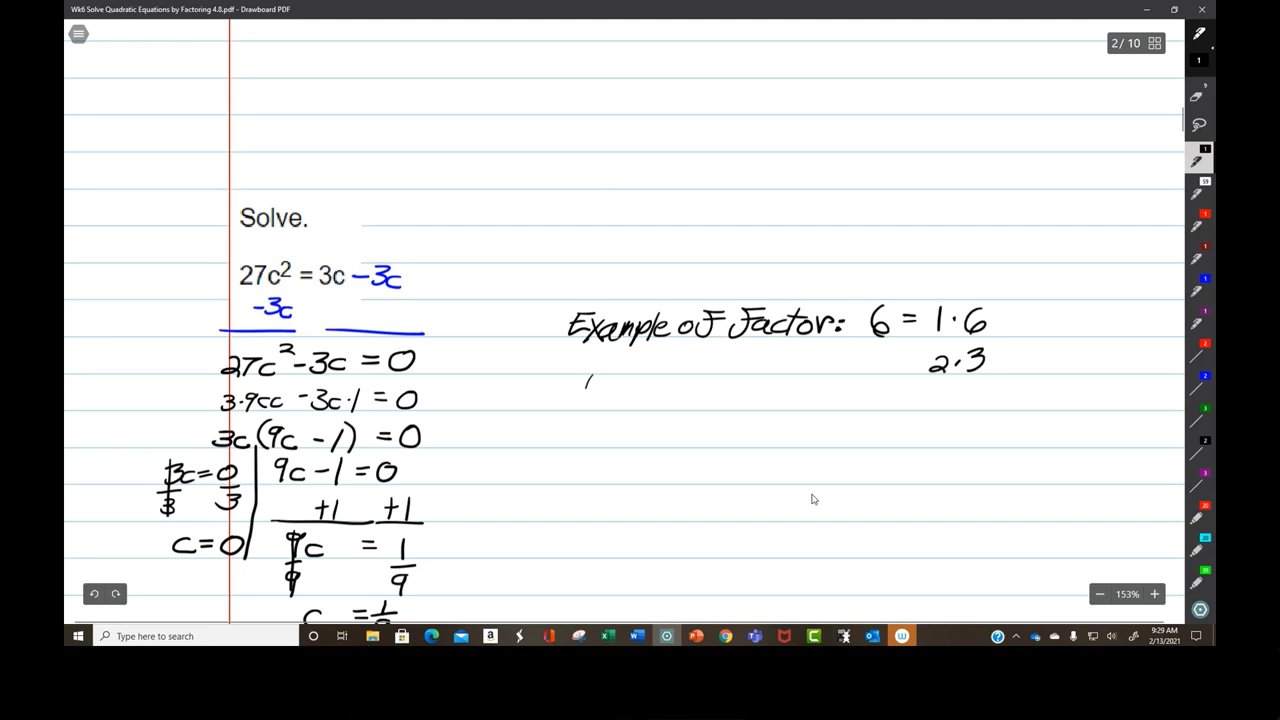 Wk6 Solve Quadratic Equations by Factoring 4.8.pdf - Drawboard PDF
2 / 10
Solve.
27c² = 3c - 3c
-3c
27c² - 3c = 0
3·9cc - 3c·1 = 0
3c(9c - 1) = 0
3c = 0
3 3
c = 0
9c - 1 = 0
+1 +1
9c = 1
9 9
c = 1
Example of Factor: 6 = 1·6
2·3
153%
Type here to search
9:29 AM
2/13/2021